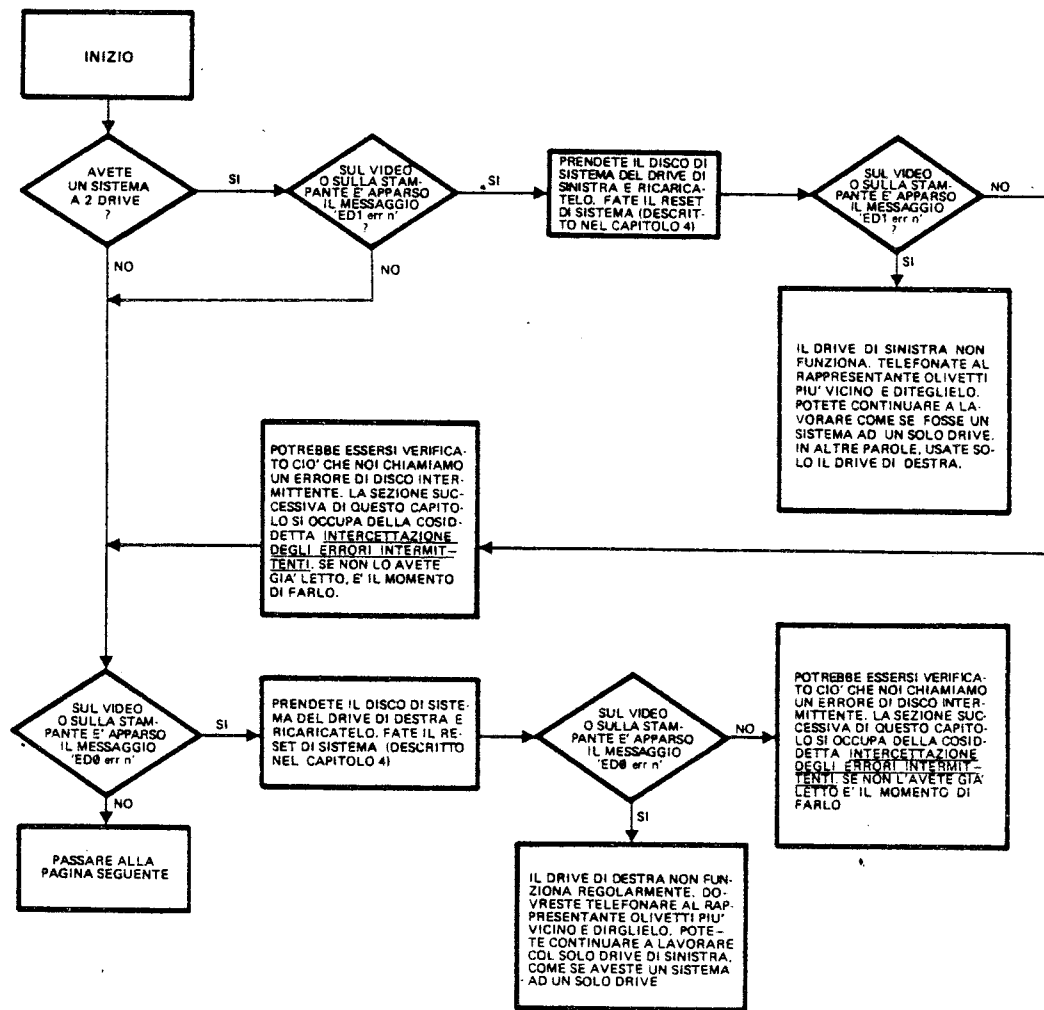 INIZIO
AVETE
UN SISTEMA
A 2 DRIVE
?
SI
SUL VIDEO
O SULLA STAM-
PANTE E' APPARSO
IL MESSAGGIO
'ED1 err n'
?
SI
PRENDETE IL DISCO DI
SISTEMA DEL DRIVE DI
SINISTRA E RICARICA-
TELO. FATE IL RESET
DI SISTEMA (DESCRIT-
TO NEL CAPITOLO 4)
SUL VIDEO
O SULLA STAM-
PANTE E' APPARSO
IL MESSAGGIO
'ED1 err n'
?
NO
NO
NO
SI
IL DRIVE DI SINISTRA NON
FUNZIONA. TELEFONATE AL
RAPPRESENTANTE OLIVETTI
PIU' VICINO E DITEGLIELO.
POTETE CONTINUARE A LA-
VORARE COME SE FOSSE UN
SISTEMA AD UN SOLO DRIVE.
IN ALTRE PAROLE, USATE SO-
LO IL DRIVE DI DESTRA.
POTREBBE ESSERSI VERIFICA-
TO CIO' CHE NOI CHIAMIAMO
UN ERRORE DI DISCO INTER-
MITTENTE. LA SEZIONE SUC-
CESSIVA DI QUESTO CAPITO-
LO SI OCCUPA DELLA COSID-
DETTA INTERCETTAZIONE
DEGLI ERRORI INTERMIT-
TENTI. SE NON LO AVETE
GIA' LETTO, E' IL MOMENTO
DI FARLO.
SUL VIDEO
O SULLA STAM-
PANTE E' APPARSO
IL MESSAGGIO
'ED0 err n'
SI
PRENDETE IL DISCO DI SISTE-
MA DEL DRIVE DI DESTRA E
RICARICATELO. FATE IL RE-
SET DI SISTEMA (DESCRITTO
NEL CAPITOLO 4)
SUL VIDEO
O SULLA STAM-
PANTE E' APPARSO
IL MESSAGGIO
'ED0 err n'
NO
POTREBBE ESSERSI VERIFICA-
TO CIO' CHE NOI CHIAMIAMO
UN ERRORE DI DISCO INTER-
MITTENTE. LA SEZIONE SUC-
CESSIVA DI QUESTO CAPITO-
LO SI OCCUPA DELLA COSID-
DETTA INTERCETTAZIONE
DEGLI ERRORI INTERMIT-
TENTI. SE NON L'AVETE GIA'
LETTO E' IL MOMENTO DI
FARLO
NO
SI
PASSARE ALLA
PAGINA SEGUENTE
IL DRIVE DI DESTRA NON FUN-
ZIONA REGOLARMENTE. DO-
VRESTE TELEFONARE AL RAP-
PRESENTANTE OLIVETTI PIU'
VICINO E DIRGLIELO. POTE-
TE CONTINUARE A LAVORARE
COL SOLO DRIVE DI SINISTRA,
COME SE AVESTE UN SISTEMA
AD UN SOLO DRIVE